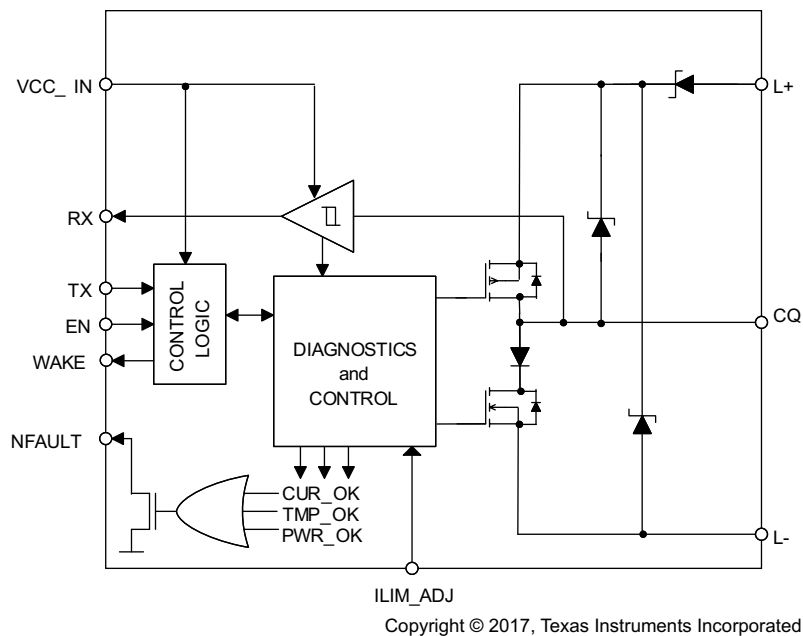 VCC_ IN
L+
RX
TX
EN
WAKE
CONTROL
LOGIC
DIAGNOSTICS
and
CONTROL
CQ
NFAULT
CUR_OK
TMP_OK
PWR_OK
L-
ILIM_ADJ
Copyright © 2017, Texas Instruments Incorporated